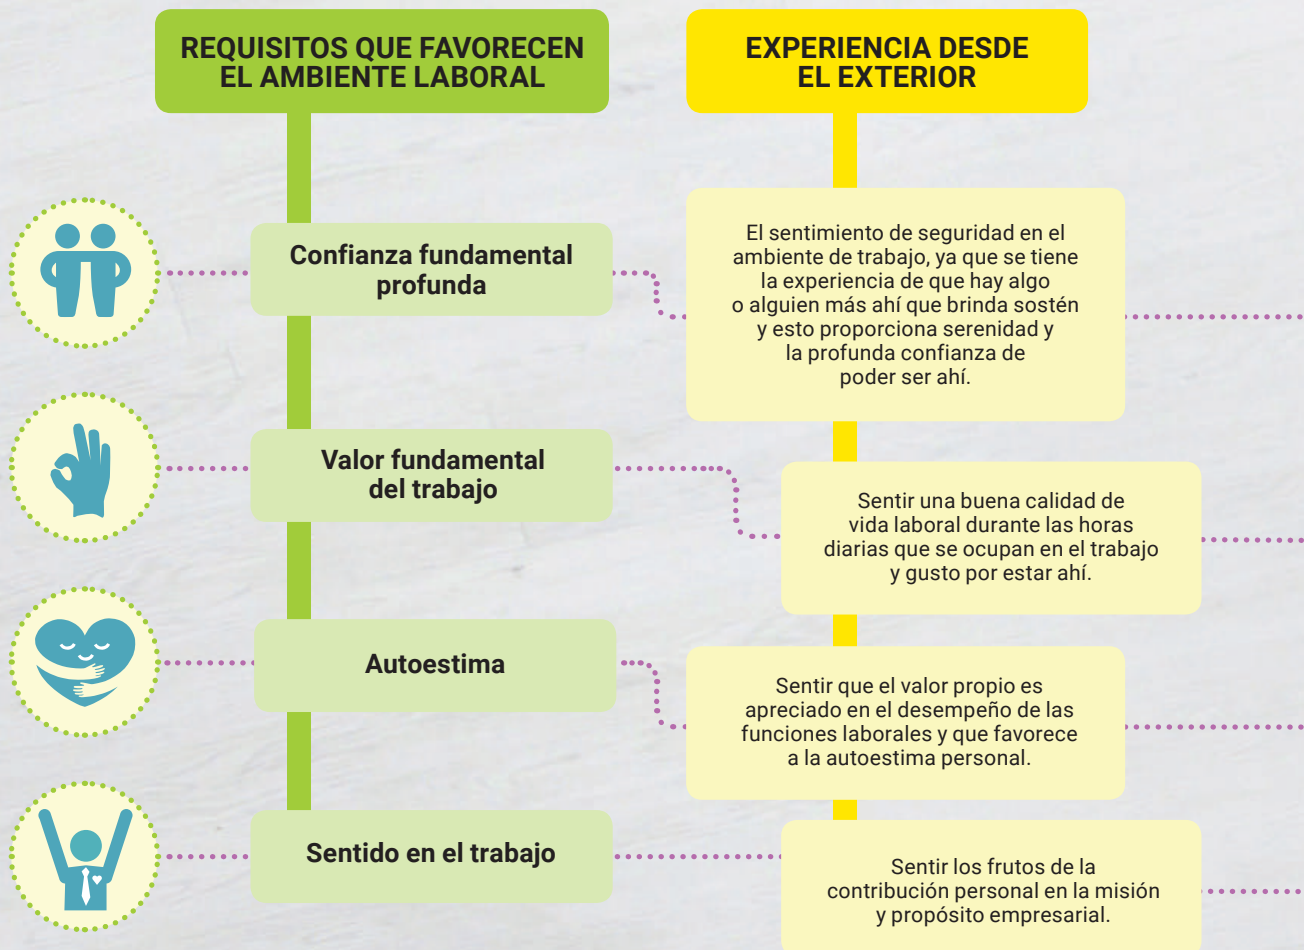 REQUISITOS QUE FAVORECEN
EL AMBIENTE LABORAL
EXPERIENCIA DESDE
EL EXTERIOR
Confianza fundamental
profunda
El sentimiento de seguridad en el
ambiente de trabajo, ya que se tiene
la experiencia de que hay algo
o alguien más ahí que brinda sostén
y esto proporciona serenidad y
la profunda confianza de
poder ser ahí.
Valor fundamental
del trabajo
Sentir una buena calidad de
vida laboral durante las horas
diarias que se ocupan en el trabajo
y gusto por estar ahí.
Autoestima
Sentir que el valor propio es
apreciado en el desempeño de las
funciones laborales y que favorece
a la autoestima personal.
Sentido en el trabajo
Sentir los frutos de la
contribución personal en la misión
y propósito empresarial.